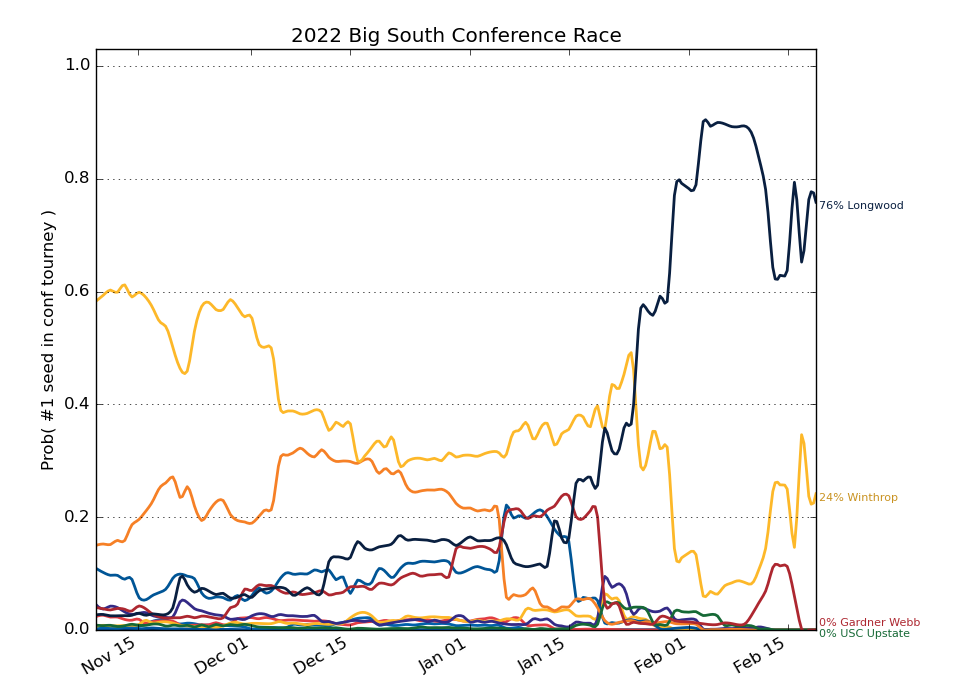 2022 Big South Conference Race
Prob( #1 seed in conf tourney )
1.0
0.8
0.6
0.4
0.2
0.0
Nov 15
Dec 01
Dec 15
Jan 01
Jan 15
Feb 01
Feb 15
76% Longwood
24% Winthrop
0% Gardner Webb
0% USC Upstate